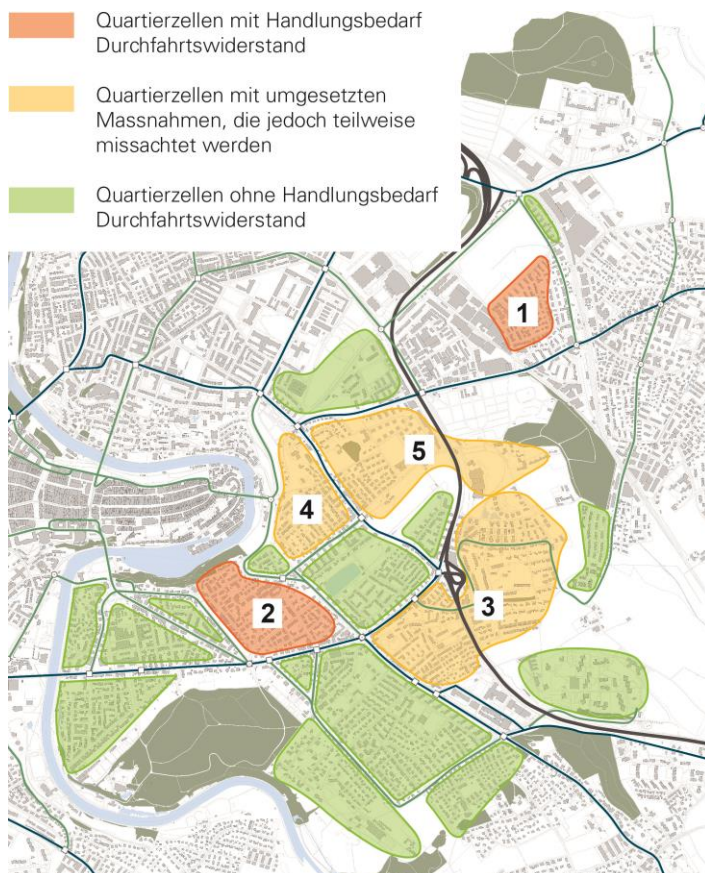 Quartierzellen mit Handlungsbedarf
Durchfahrtswiderstand
Quartierzellen mit umgesetzten
Massnahmen, die jedoch teilweise
missachtet werden
Quartierzellen ohne Handlungsbedarf
Durchfahrtswiderstand
1
5
4
2
3